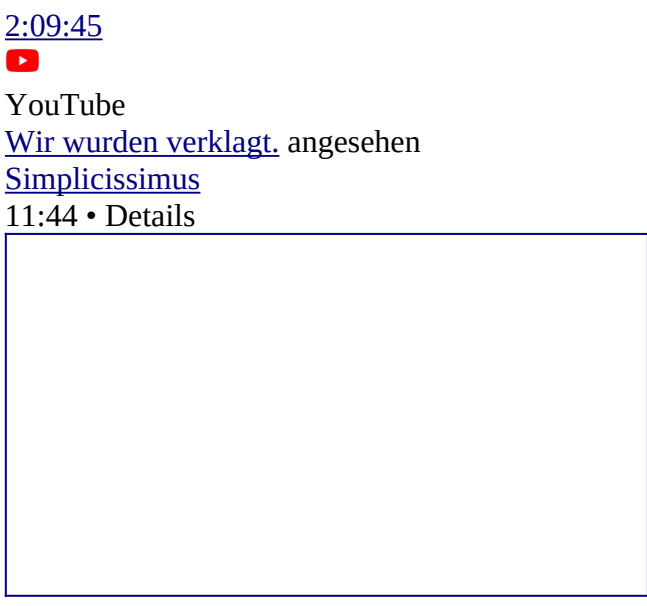 2:09:45
YouTube
Wir wurden verklagt. angesehen
Simplicissimus
11:44 • Details